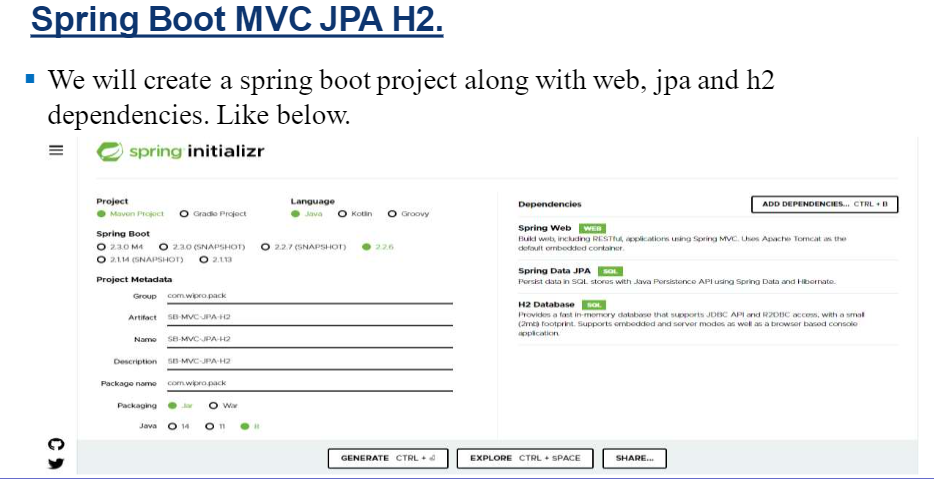 Spring Boot MVC JPA H2.
We will create a spring boot project along with web, jpa and h2
dependencies. Like below.
spring initializr
Project
Maven Project Gradle Project
Language
Java Kotlin Groovy
Spring Boot
2.3.0 M4 2.3.0 (SNAPSHOT) 2.2.7 (SNAPSHOT) 2.2.6
2.1.14 (SNAPSHOT) 2.1.13
Project Metadata
Group com.wipro.pack
Artifact SB-MVC-JPA-H2
Name SB-MVC-JPA-H2
Description SB-MVC-JPA-H2
Package name com.wipro.pack
Packaging Jar War
Java 14 11 8
Dependencies
ADD DEPENDENCIES... CTRL + B
Spring Web WEB
Build web, including RESTful, applications using Spring MVC. Uses Apache Tomcat as the
default embedded container.
Spring Data JPA SQL
Persist data in SQL stores with Java Persistence API using Spring Data and Hibernate.
H2 Database SQL
Provides a fast in-memory database that supports JDBC API and R2DBC access, with a small
(2mb) footprint. Supports embedded and server modes as well as a browser based console
application.
GENERATE CTRL + ⏎ EXPLORE CTRL + SPACE SHARE...